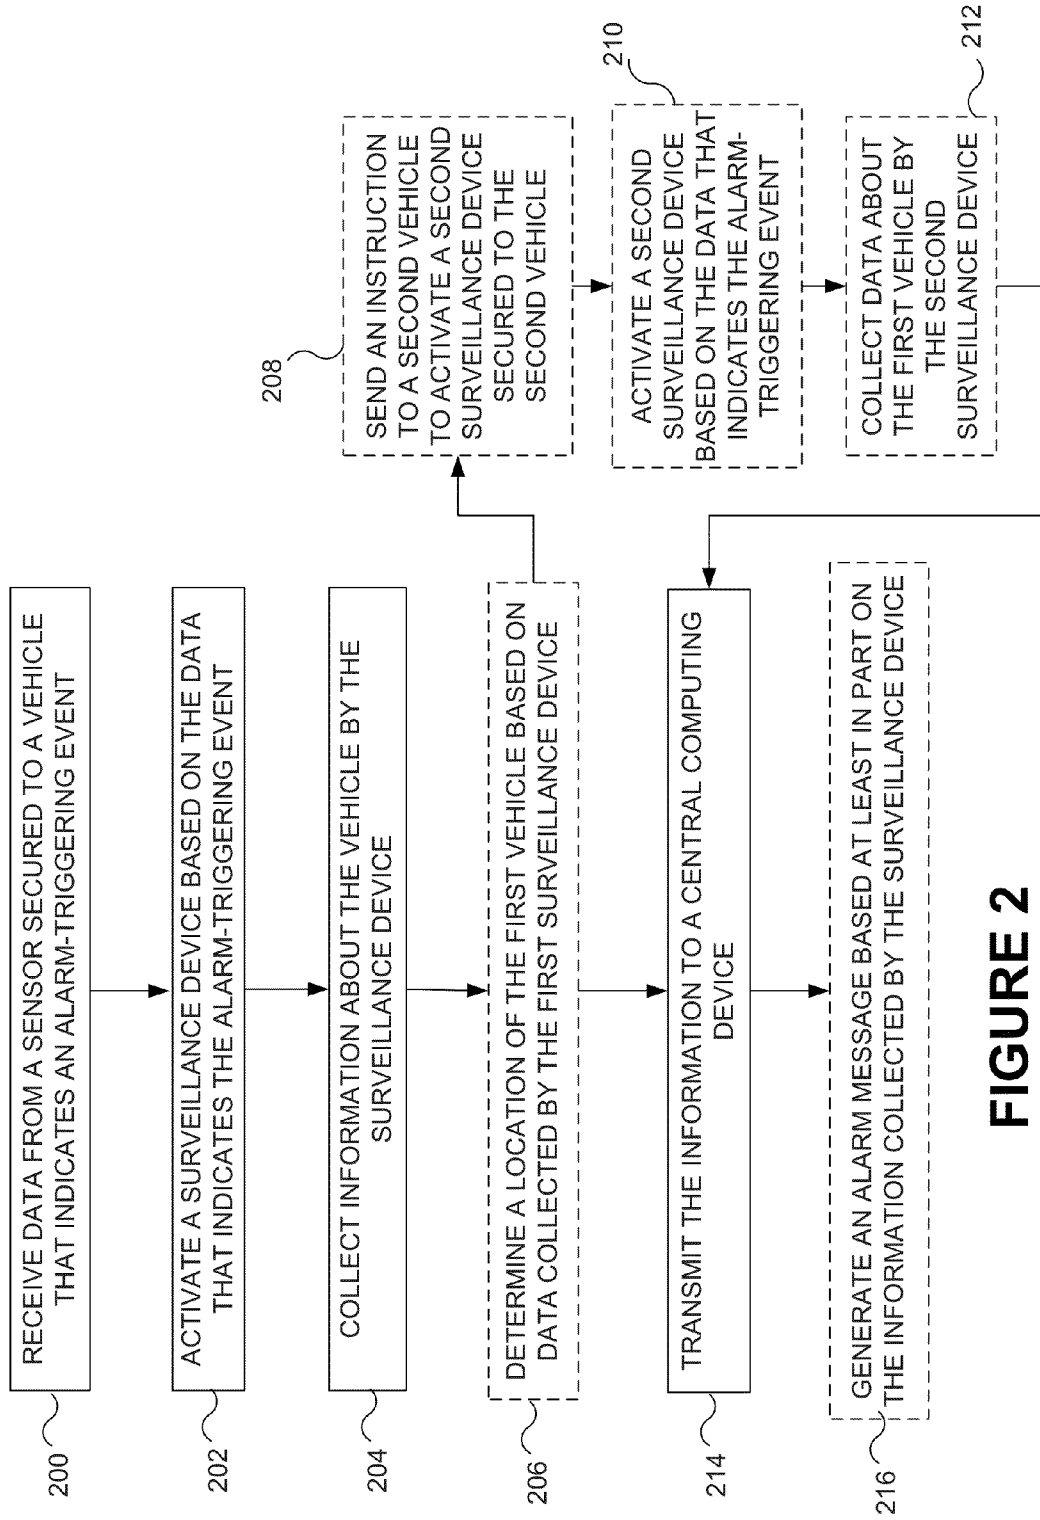 200
RECEIVE DATA FROM A SENSOR SECURED TO A VEHICLE
THAT INDICATES AN ALARM-TRIGGERING EVENT
202
ACTIVATE A SURVEILLANCE DEVICE BASED ON THE DATA
THAT INDICATES THE ALARM-TRIGGERING EVENT
204
COLLECT INFORMATION ABOUT THE VEHICLE BY THE
SURVEILLANCE DEVICE
206
DETERMINE A LOCATION OF THE FIRST VEHICLE BASED ON
DATA COLLECTED BY THE FIRST SURVEILLANCE DEVICE
208
SEND AN INSTRUCTION
TO A SECOND VEHICLE
TO ACTIVATE A SECOND
SURVEILLANCE DEVICE
SECURED TO THE
SECOND VEHICLE
210
ACTIVATE A SECOND
SURVEILLANCE DEVICE
BASED ON THE DATA THAT
INDICATES THE ALARM-
TRIGGERING EVENT
212
COLLECT DATA ABOUT
THE FIRST VEHICLE BY
THE SECOND
SURVEILLANCE DEVICE
214
TRANSMIT THE INFORMATION TO A CENTRAL COMPUTING
DEVICE
216
GENERATE AN ALARM MESSAGE BASED AT LEAST IN PART ON
THE INFORMATION COLLECTED BY THE SURVEILLANCE DEVICE
FIGURE 2